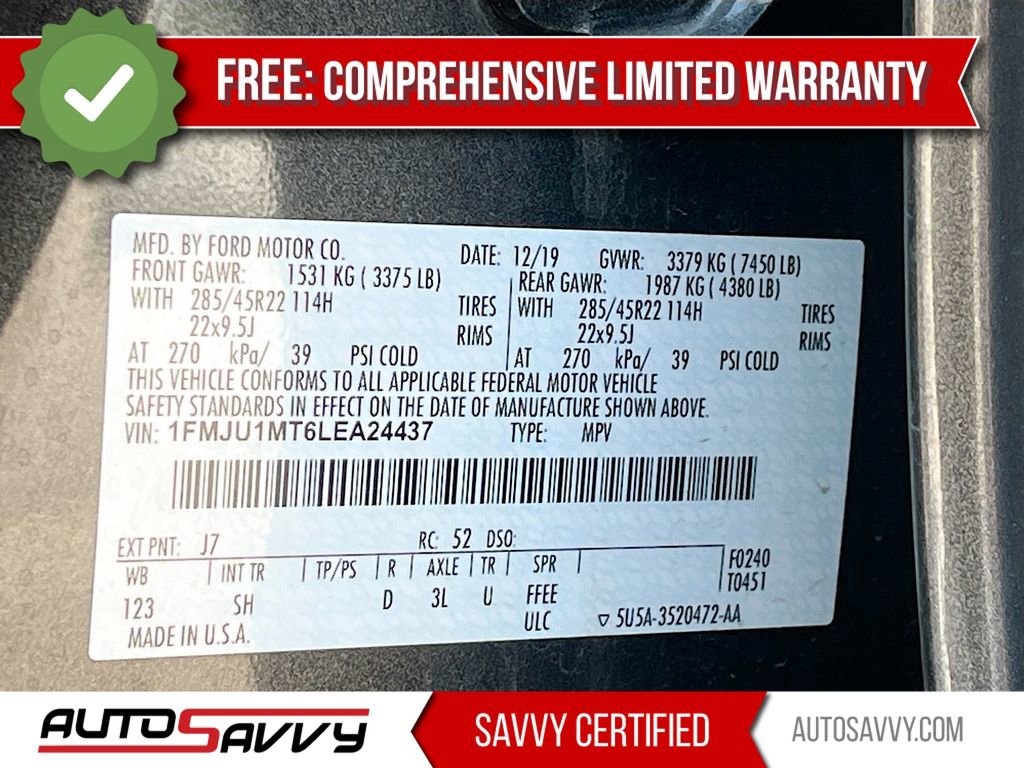 FREE: COMPREHENSIVE LIMITED WARRANTY
MFD. BY FORD MOTOR CO. DATE: 12/19 GVWR: 3379 KG ( 7450 LB)
FRONT GAWR: 1531 KG ( 3375 LB) REAR GAWR: 1987 KG ( 4380 LB)
WITH 285/45R22 114H TIRES WITH 285/45R22 114H TIRES
22x9.5J RIMS 22x9.5J RIMS
AT 270 kPa/ 39 PSI COLD AT 270 kPa/ 39 PSI COLD
THIS VEHICLE CONFORMS TO ALL APPLICABLE FEDERAL MOTOR VEHICLE
SAFETY STANDARDS IN EFFECT ON THE DATE OF MANUFACTURE SHOWN ABOVE.
VIN: 1FMJU1MT6LEA24437 TYPE: MPV
EXT PNT: J7 RC: 52 DSO:
WB INT TR TP/PS R AXLE TR SPR F0240
T0451
123 SH D 3L U FFEE
MADE IN U.S.A. ULC ▽ 5U5A-3520472-AA
AUTOSAVVY SAVVY CERTIFIED AUTOSAVVY.COM